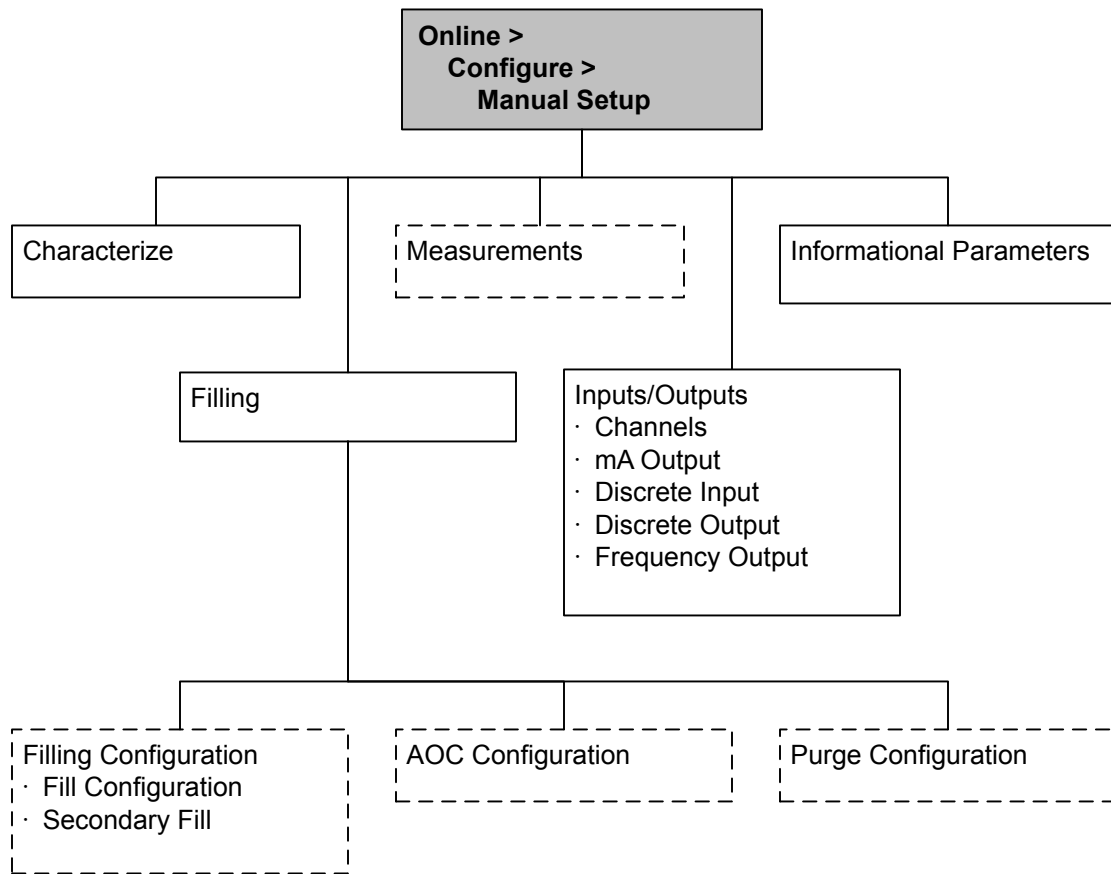 Online >
Configure >
Manual Setup
Characterize
Measurements
Informational Parameters
Filling
Inputs/Outputs
· Channels
· mA Output
· Discrete Input
· Discrete Output
· Frequency Output
Filling Configuration
· Fill Configuration
· Secondary Fill
AOC Configuration
Purge Configuration